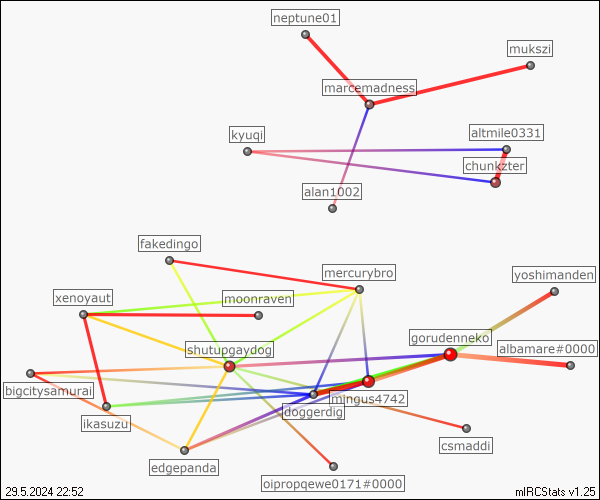 neptune01
mukszi
marcemadness
kyuqi
altmile0331
chunkzter
alan1002
fakedingo
mercurybro
yoshimanden
xenoyaut
moonraven
gorudenneko
shutupgaydog
albamare#0000
bigcitysamurai
mingus4742
doggerdig
ikasuzu
csmaddi
edgepanda
oipropqewe0171#0000
29.5.2024 22:52
mIRCStats v1.25